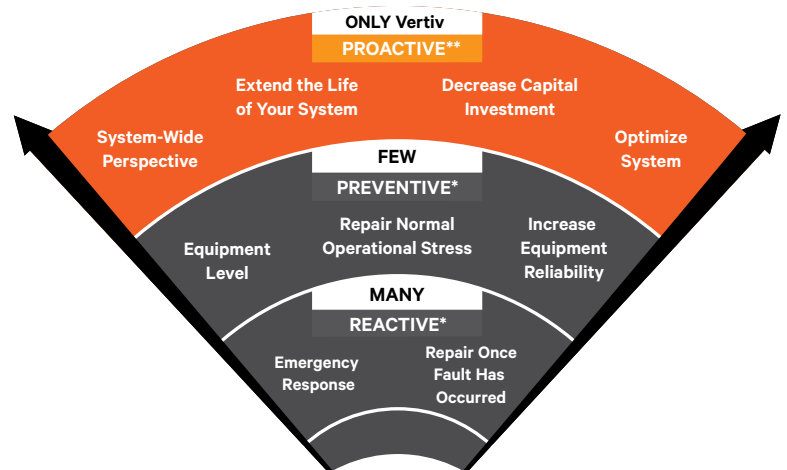 ONLY Vertiv
PROACTIVE**
Extend the Life
of Your System
Decrease Capital
Investment
System-Wide
Perspective
Optimize
System
FEW
PREVENTIVE*
Repair Normal
Operational Stress
Increase
Equipment
Reliability
Equipment
Level
MANY
REACTIVE*
Emergency
Response
Repair Once
Fault Has
Occurred